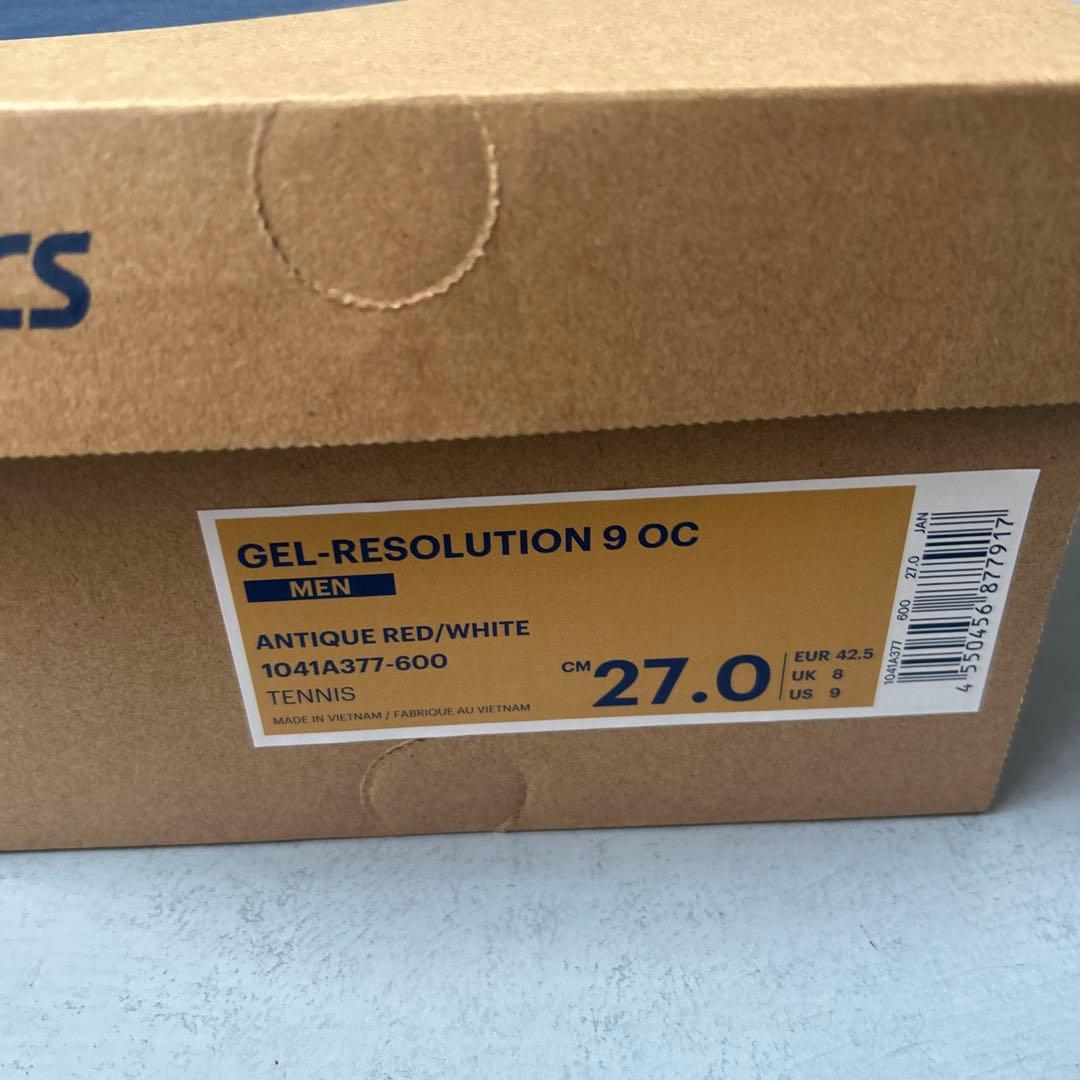 CS
GEL-RESOLUTION 9 OC
MEN
ANTIQUE RED/WHITE
1041A377-600
TENNIS
MADE IN VIETNAM / FABRIQUE AU VIETNAM
CM 27.0
EUR 42.5
UK 8
US 9
1041A377 600 27.0 JAN
4 550456 877917